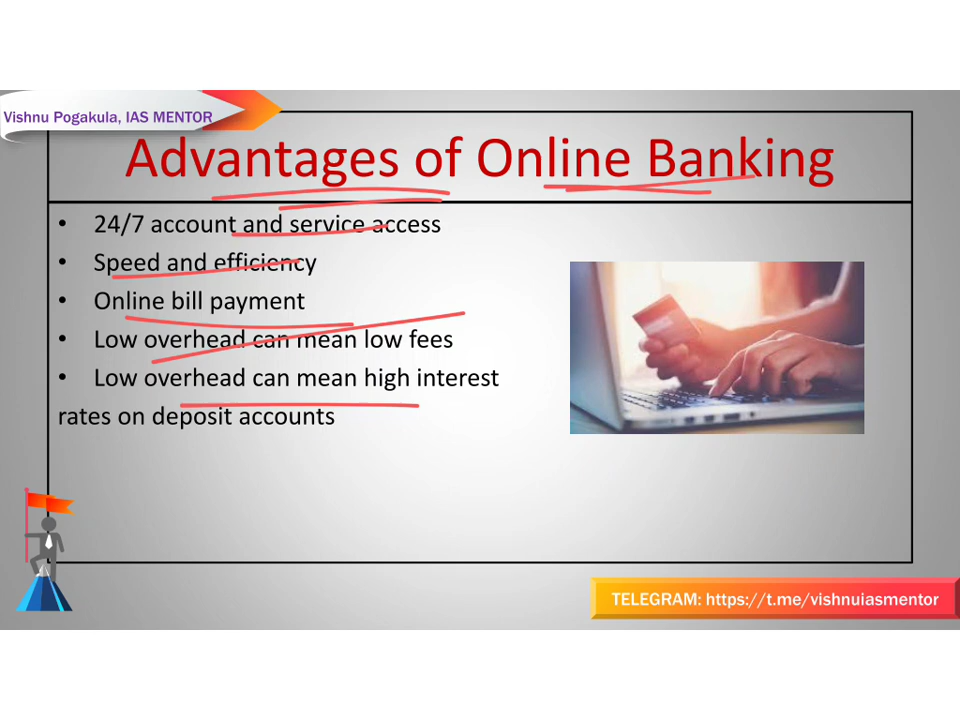 Vishnu Pogakula, IAS MENTOR
Advantages of Online Banking
• 24/7 account and service access
• Speed and efficiency
• Online bill payment
• Low overhead can mean low fees
• Low overhead can mean high interest
rates on deposit accounts
TELEGRAM: https://t.me/vishnuiasmentor